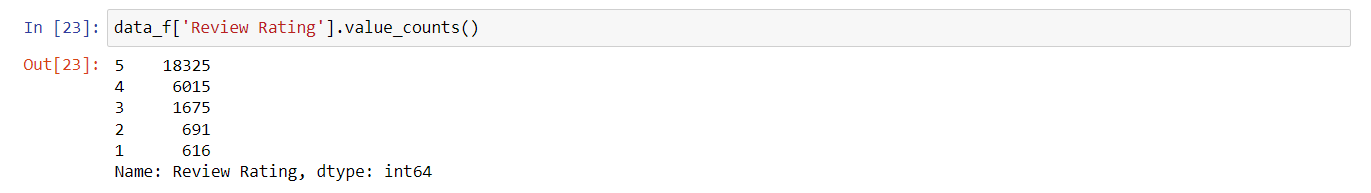 In [23]: data_f['Review Rating'].value_counts()
Out[23]: 5    18325
4     6015
3     1675
2      691
1      616
Name: Review Rating, dtype: int64